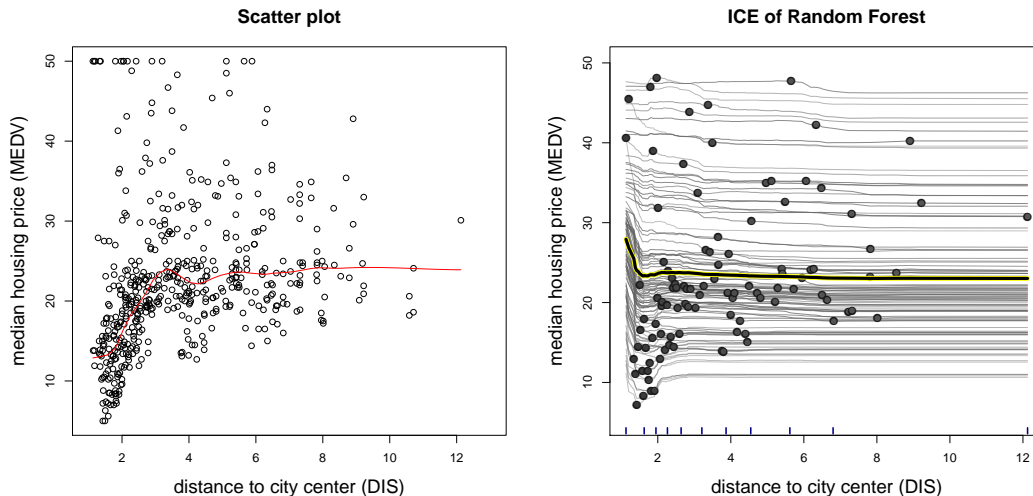 Scatter plot
50
40
30
20
10
2 4 6 8 10 12
median housing price (MEDV)
distance to city center (DIS)
ICE of Random Forest
50
40
30
20
10
2 4 6 8 10 12
median housing price (MEDV)
distance to city center (DIS)